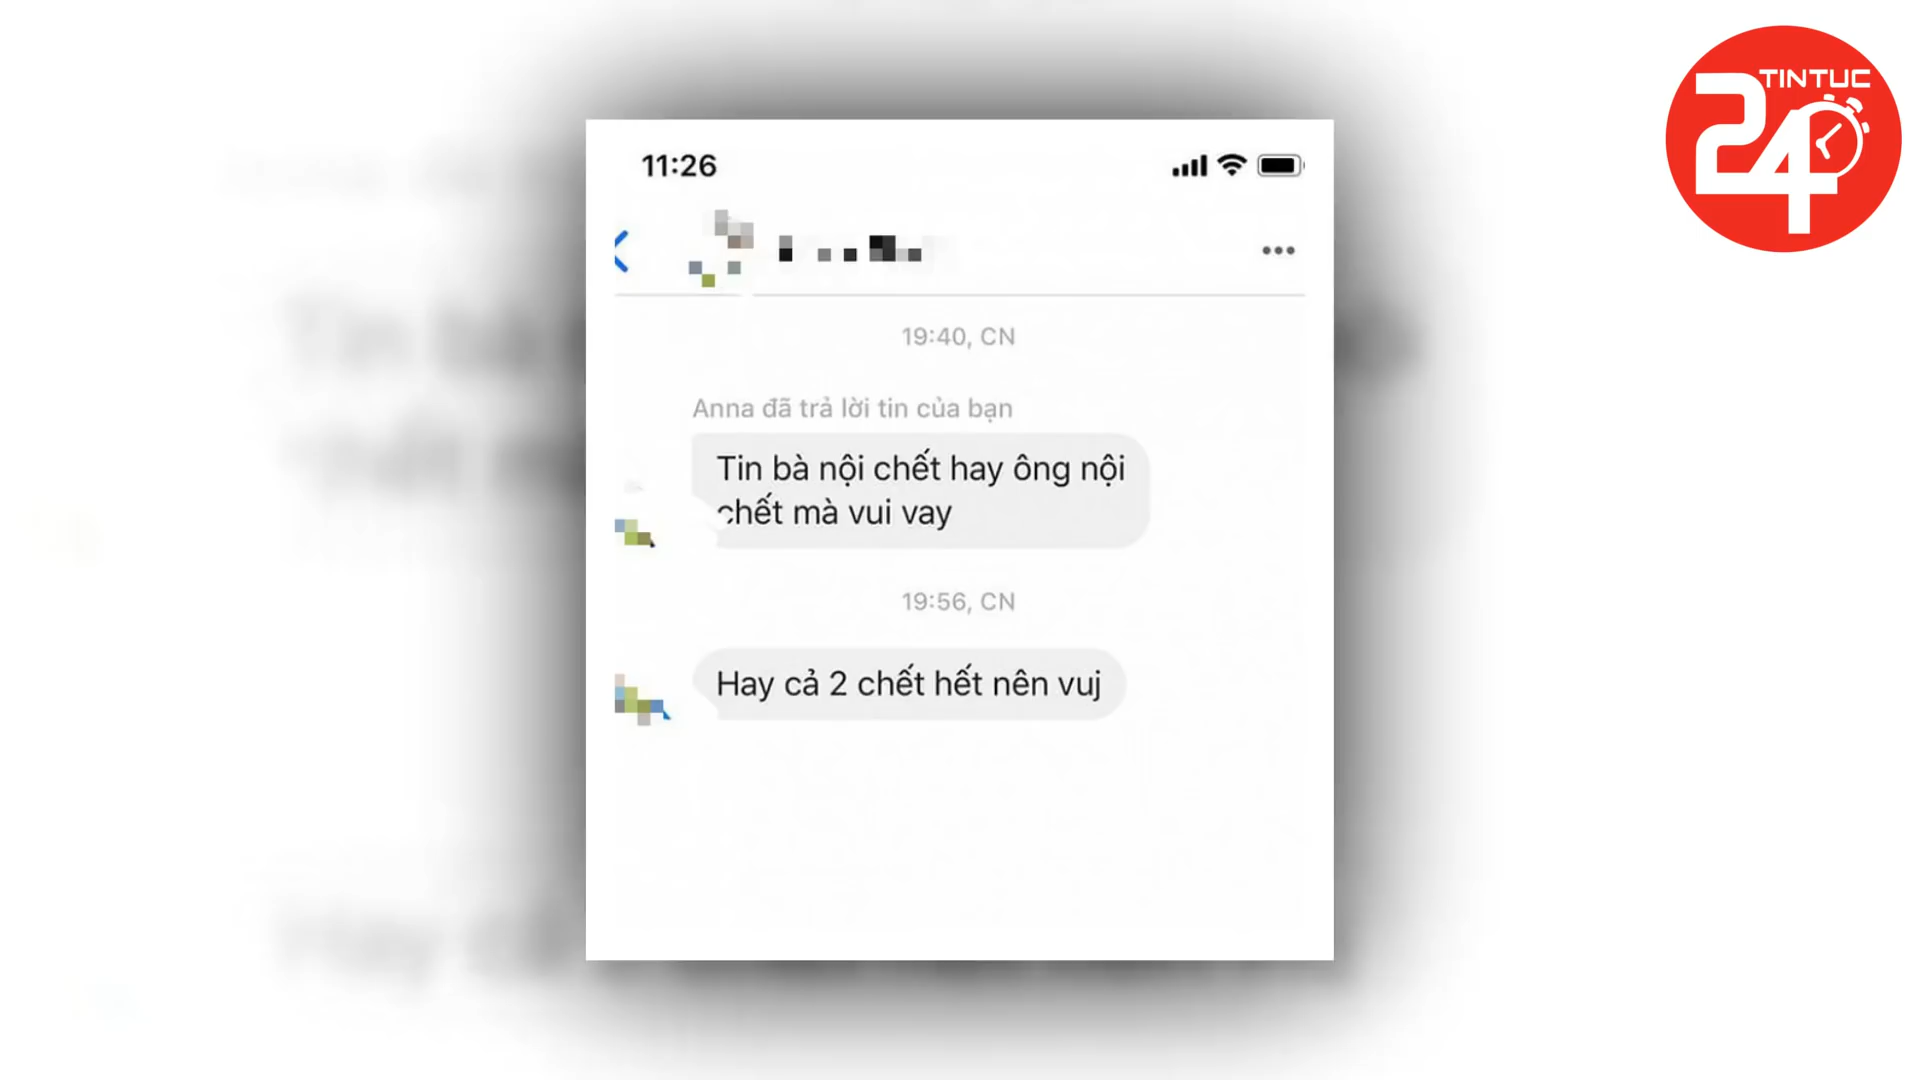 TINTUC
24
11:26
19:40, CN
Anna đã trả lời tin của bạn
Tin bà nội chết hay ông nội
chết mà vui vay
19:56, CN
Hay cả 2 chết hết nên vuj